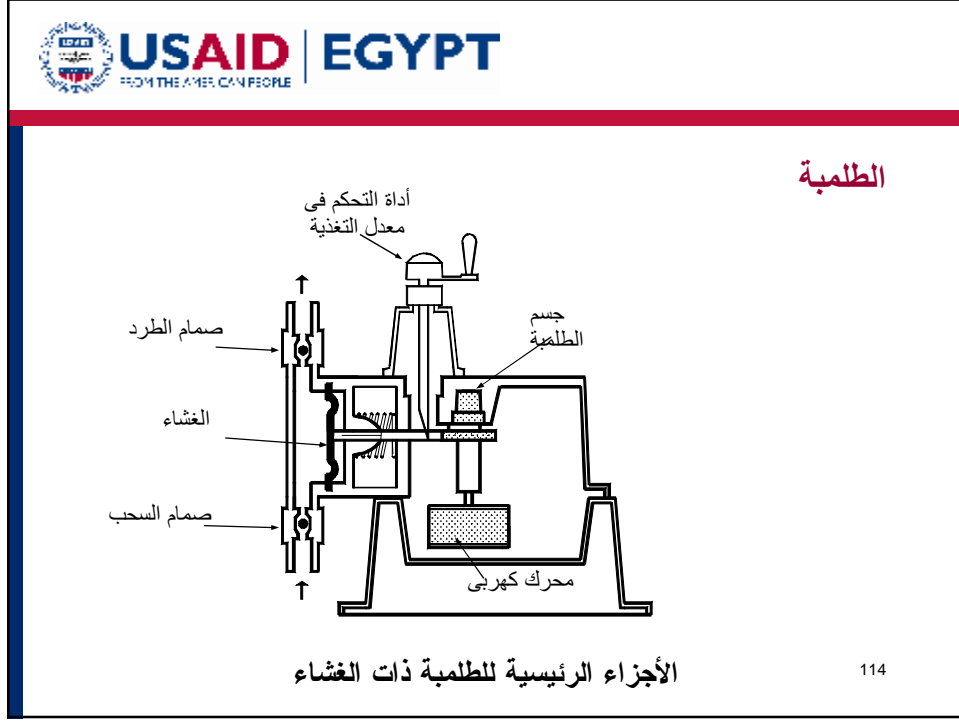 USAID | EGYPT
FROM THE AMERICAN PEOPLE
الطلمبة
أداة التحكم فى
معدل التغذية
جسم
الطلمبة
صمام الطرد
الغشاء
صمام السحب
محرك كهربى
الأجزاء الرئيسية للطلمبة ذات الغشاء
114